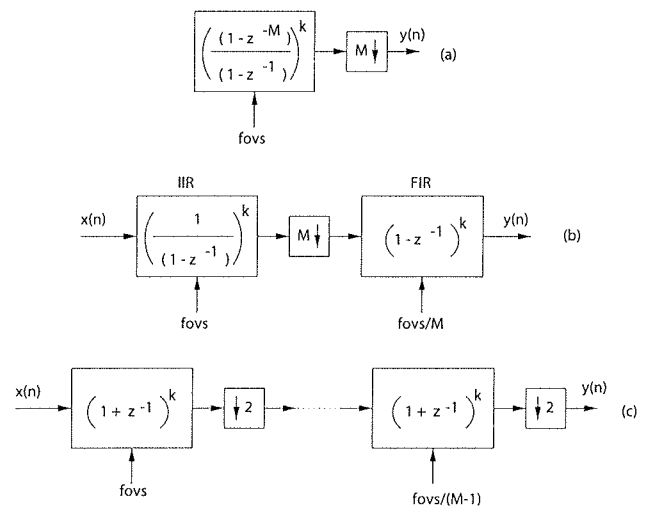 ( (1 - z -M) / (1 - z -1) ) k
M↓
y(n)
(a)
fovs
IIR
FIR
x(n)
( 1 / (1 - z -1) ) k
M↓
(1 - z -1) k
y(n)
(b)
fovs
fovs/M
x(n)
(1 + z -1) k
↓2
(1 + z -1) k
↓2
y(n)
(c)
fovs
fovs/(M-1)